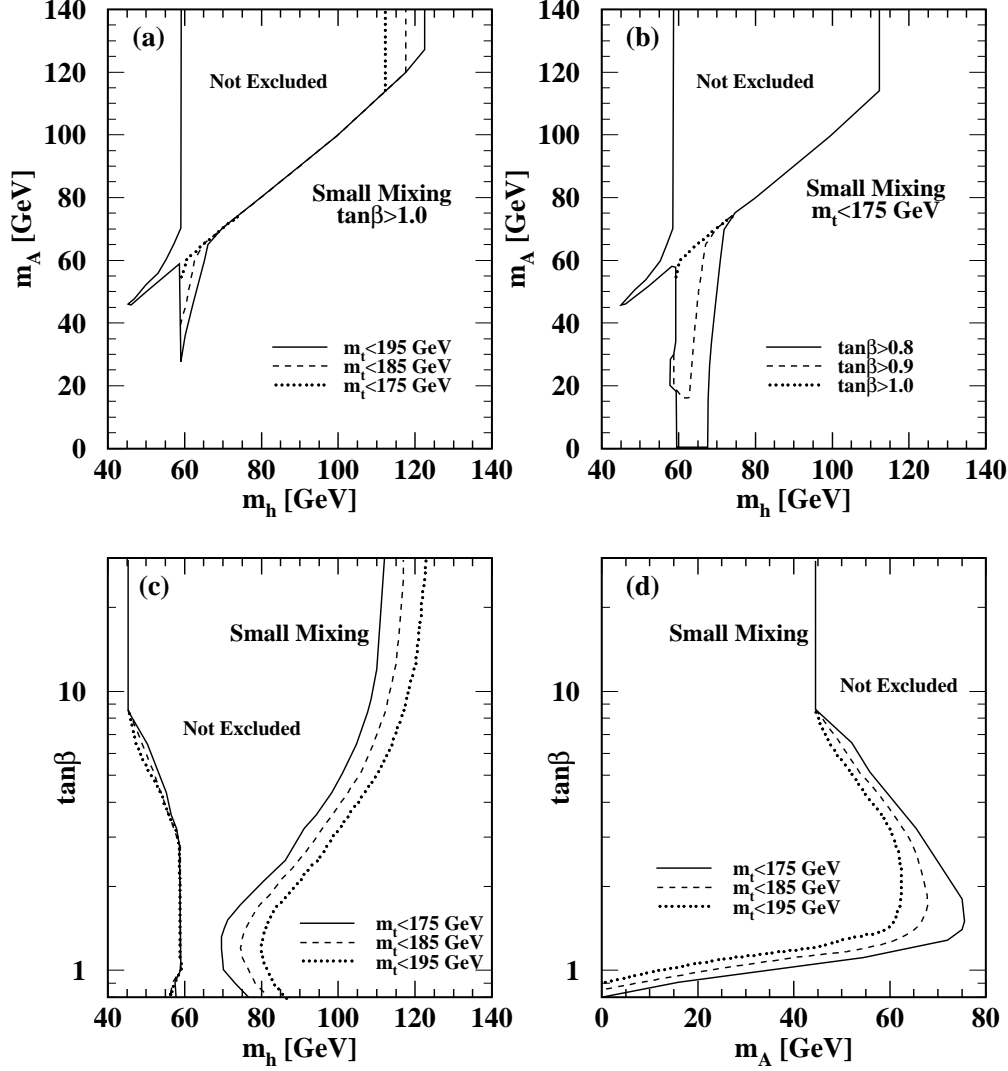 (a)
Not Excluded
Small Mixing
tanβ>1.0
m_t<195 GeV
m_t<185 GeV
m_t<175 GeV
140
120
100
80
60
40
20
0
m_A [GeV]
40 60 80 100 120 140
m_h [GeV]
(b)
Not Excluded
Small Mixing
m_t<175 GeV
tanβ>0.8
tanβ>0.9
tanβ>1.0
140
120
100
80
60
40
20
0
m_A [GeV]
40 60 80 100 120 140
m_h [GeV]
(c)
Small Mixing
Not Excluded
m_t<175 GeV
m_t<185 GeV
m_t<195 GeV
10
1
tanβ
40 60 80 100 120 140
m_h [GeV]
(d)
Small Mixing
Not Excluded
m_t<175 GeV
m_t<185 GeV
m_t<195 GeV
10
1
tanβ
0 20 40 60 80
m_A [GeV]